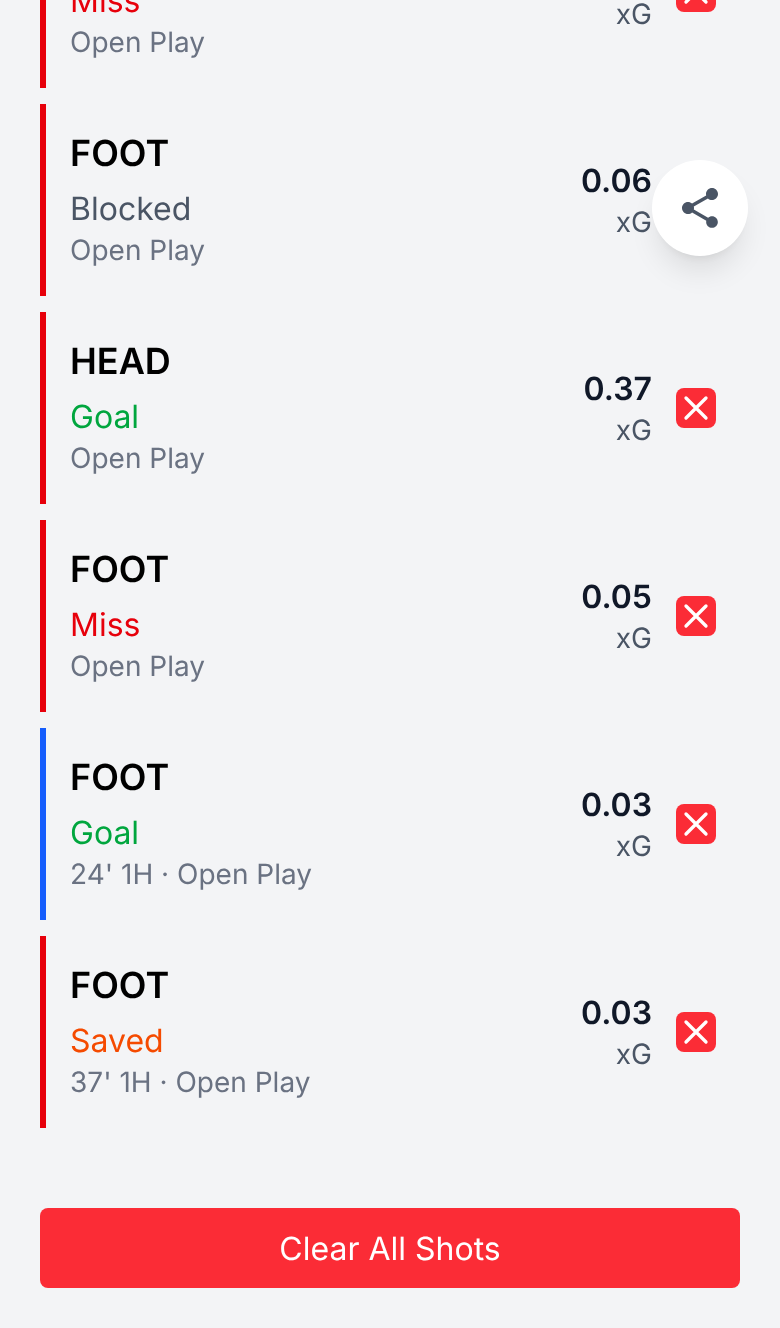 Miss
xG
Open Play
FOOT
0.06
Blocked
xG
Open Play
HEAD
0.37
Goal
xG
Open Play
FOOT
0.05
Miss
xG
Open Play
FOOT
0.03
Goal
xG
24' 1H · Open Play
FOOT
0.03
Saved
xG
37' 1H · Open Play
Clear All Shots